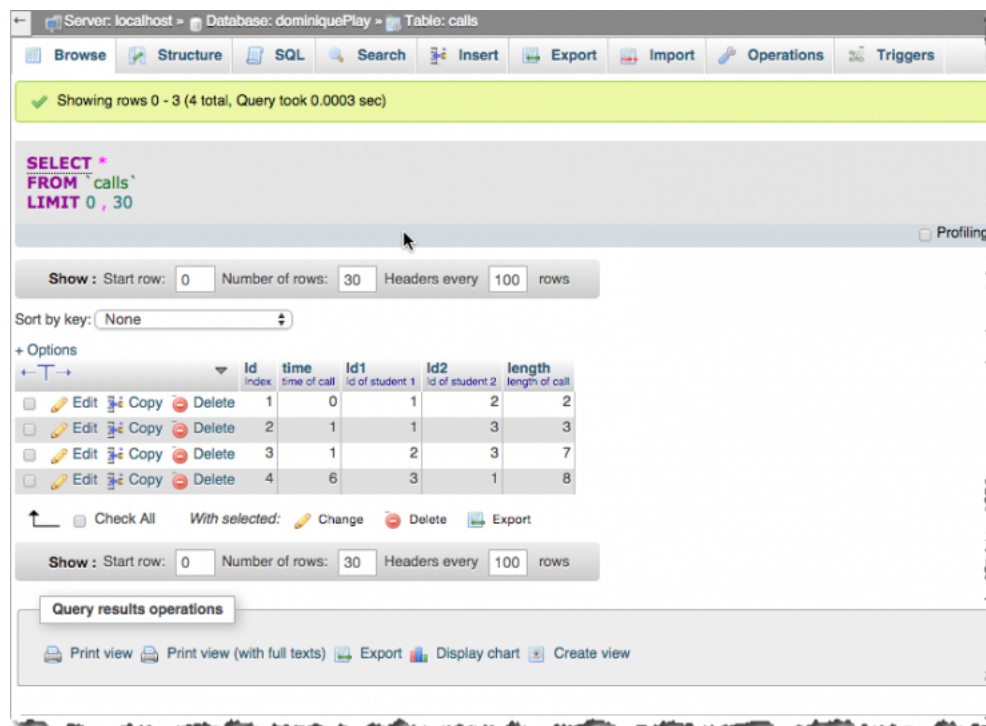 ← Server: localhost » Database: dominiquePlay » Table: calls
Browse Structure SQL Search Insert Export Import Operations Triggers
Showing rows 0 - 3 (4 total, Query took 0.0003 sec)
SELECT *
FROM `calls`
LIMIT 0 , 30
Profiling
Show : Start row: 0 Number of rows: 30 Headers every 100 rows
Sort by key: None
+ Options
←T→ Id time Id1 Id2 length
Index time of call Id of student 1 Id of student 2 length of call
Edit Copy Delete 1 0 1 2 2
Edit Copy Delete 2 1 1 3 3
Edit Copy Delete 3 1 2 3 7
Edit Copy Delete 4 6 3 1 8
Check All With selected: Change Delete Export
Show : Start row: 0 Number of rows: 30 Headers every 100 rows
Query results operations
Print view Print view (with full texts) Export Display chart Create view